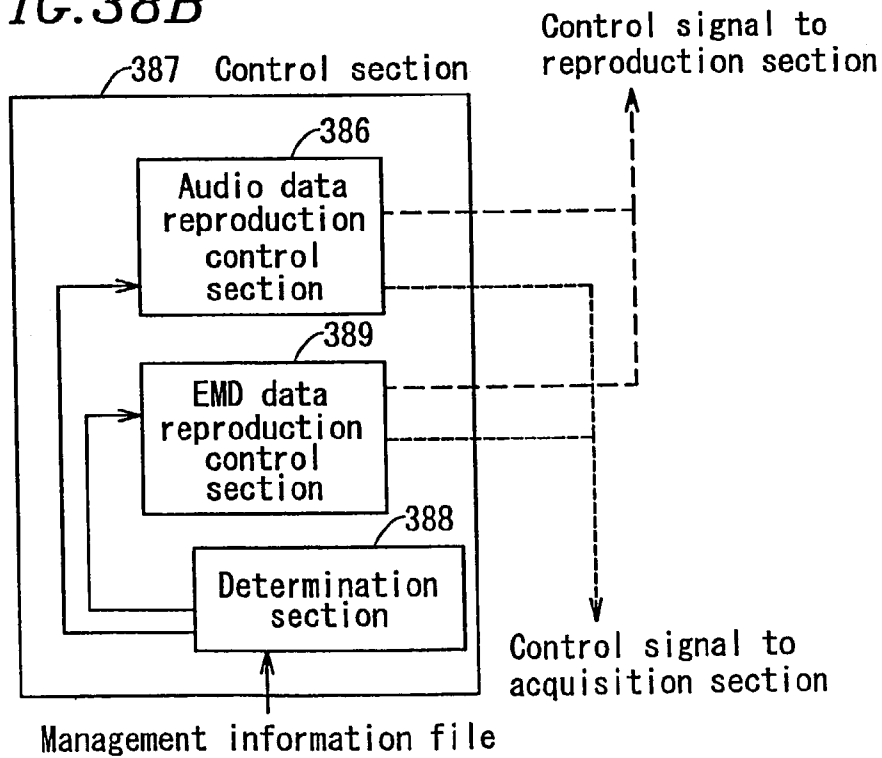 IG.38B
Control signal to
reproduction section
387 Control section
386
Audio data
reproduction
control
section
389
EMD data
reproduction
control
section
388
Determination
section
Control signal to
acquisition section
Management information file